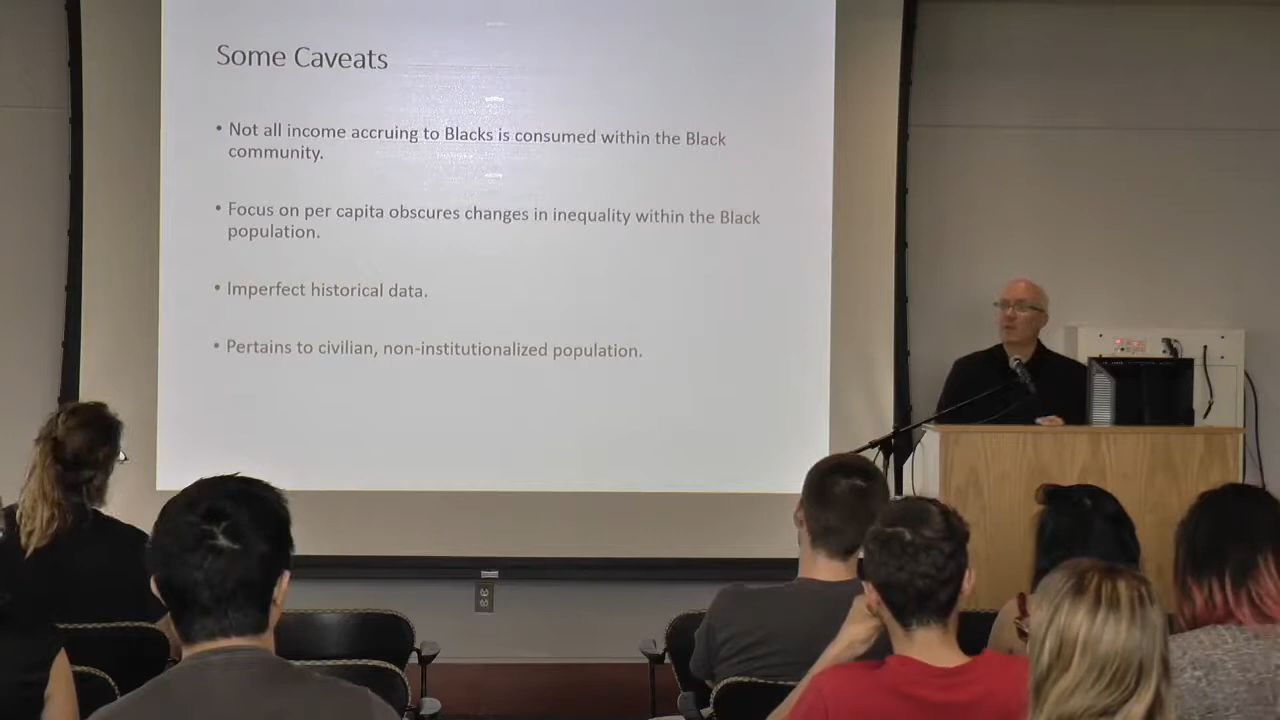 Some Caveats
• Not all income accruing to Blacks is consumed within the Black
community.
• Focus on per capita obscures changes in inequality within the Black
population.
• Imperfect historical data.
• Pertains to civilian, non-institutionalized population.